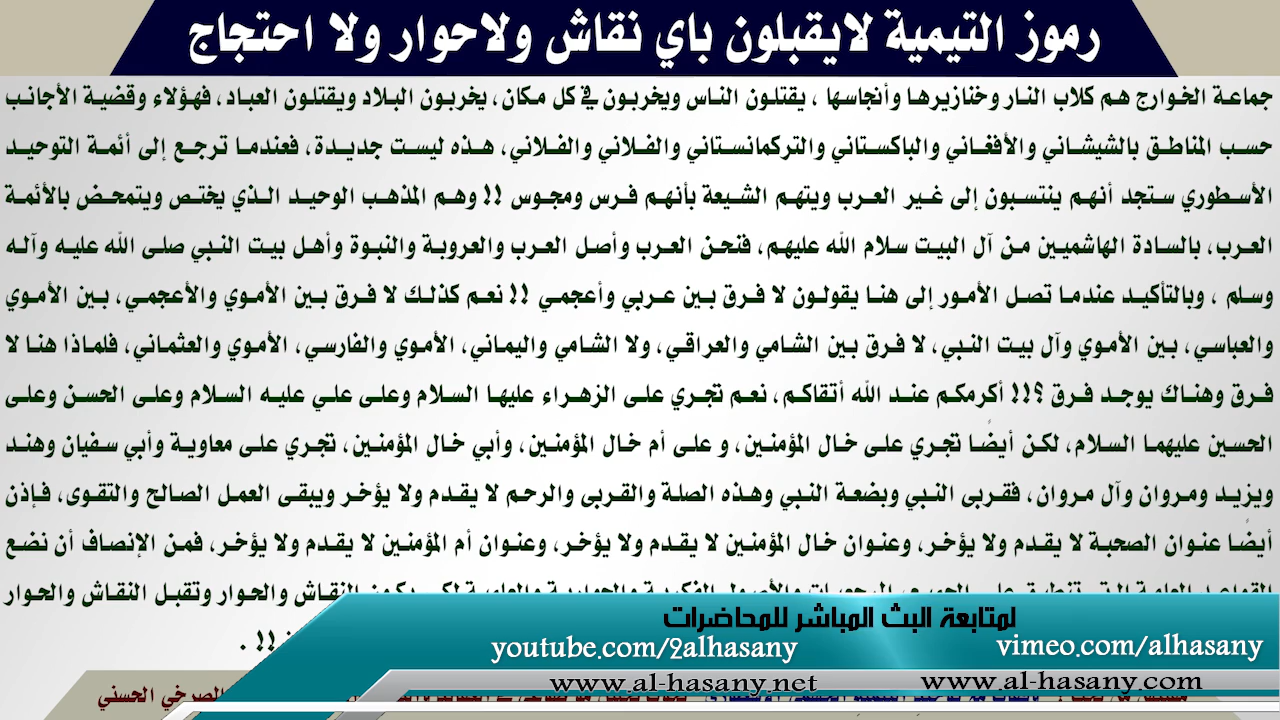 رموز التيمية لايقبلون باي نقاش ولاحوار ولا احتجاج
جماعة الخوارج هم كلاب النار وخنازيرها وأنجاسها ، يقتلون الناس ويخربون في كل مكان، يخربون البلاد ويقتلون العباد، فهؤلاء وقضية الأجانب
حسب المناطق بالشيشاني والأفغاني والباكستاني والتركمانستاني والفلاني والفلاني، هذه ليست جديدة، فعندما ترجع إلى أئمة التوحيد
الأسطوري ستجد أنهم ينتسبون إلى غير العرب ويتهم الشيعة بأنهم فرس ومجوس !! وهم المذهب الوحيد الذي يختص ويتمحض بالأئمة
العرب، بالسادة الهاشميين من آل البيت سلام الله عليهم، فنحن العرب وأصل العرب والعروبة والنبوة وأهل بيت النبي صلى الله عليه وآله
وسلم ، وبالتأكيد عندما تصل الأمور إلى هنا يقولون لا فرق بين عربي وأعجمي !! نعم كذلك لا فرق بين الأموي والأعجمي، بين الأموي
والعباسي، بين الأموي وآل بيت النبي، لا فرق بين الشامي والعراقي، ولا الشامي واليماني، الأموي والفارسي، الأموي والعثماني، فلماذا هنا لا
فرق وهناك يوجد فرق ؟!! أكرمكم عند الله أتقاكم، نعم تجري على الزهراء عليها السلام وعلى علي عليه السلام وعلى الحسن وعلى
الحسين عليهما السلام، لكن أيضًا تجري على خال المؤمنين، و على أم خال المؤمنين، وأبي خال المؤمنين، تجري على معاوية وأبي سفيان وهند
ويزيد ومروان وآل مروان، فقربى النبي وبضعة النبي وهذه الصلة والقربى والرحم لا يقدم ولا يؤخر ويبقى العمل الصالح والتقوى، فإذن
أيضًا عنوان الصحبة لا يقدم ولا يؤخر، وعنوان خال المؤمنين لا يقدم ولا يؤخر، وعنوان أم المؤمنين لا يقدم ولا يؤخر، فمن الإنصاف أن نضع
النقاش والحوار وتقبل النقاش والحوار
!! .
لمتابعة البث المباشر للمحاضرات
youtube.com/2alhasany
vimeo.com/alhasany
www.al-hasany.net
www.al-hasany.com
الصرخي الحسني